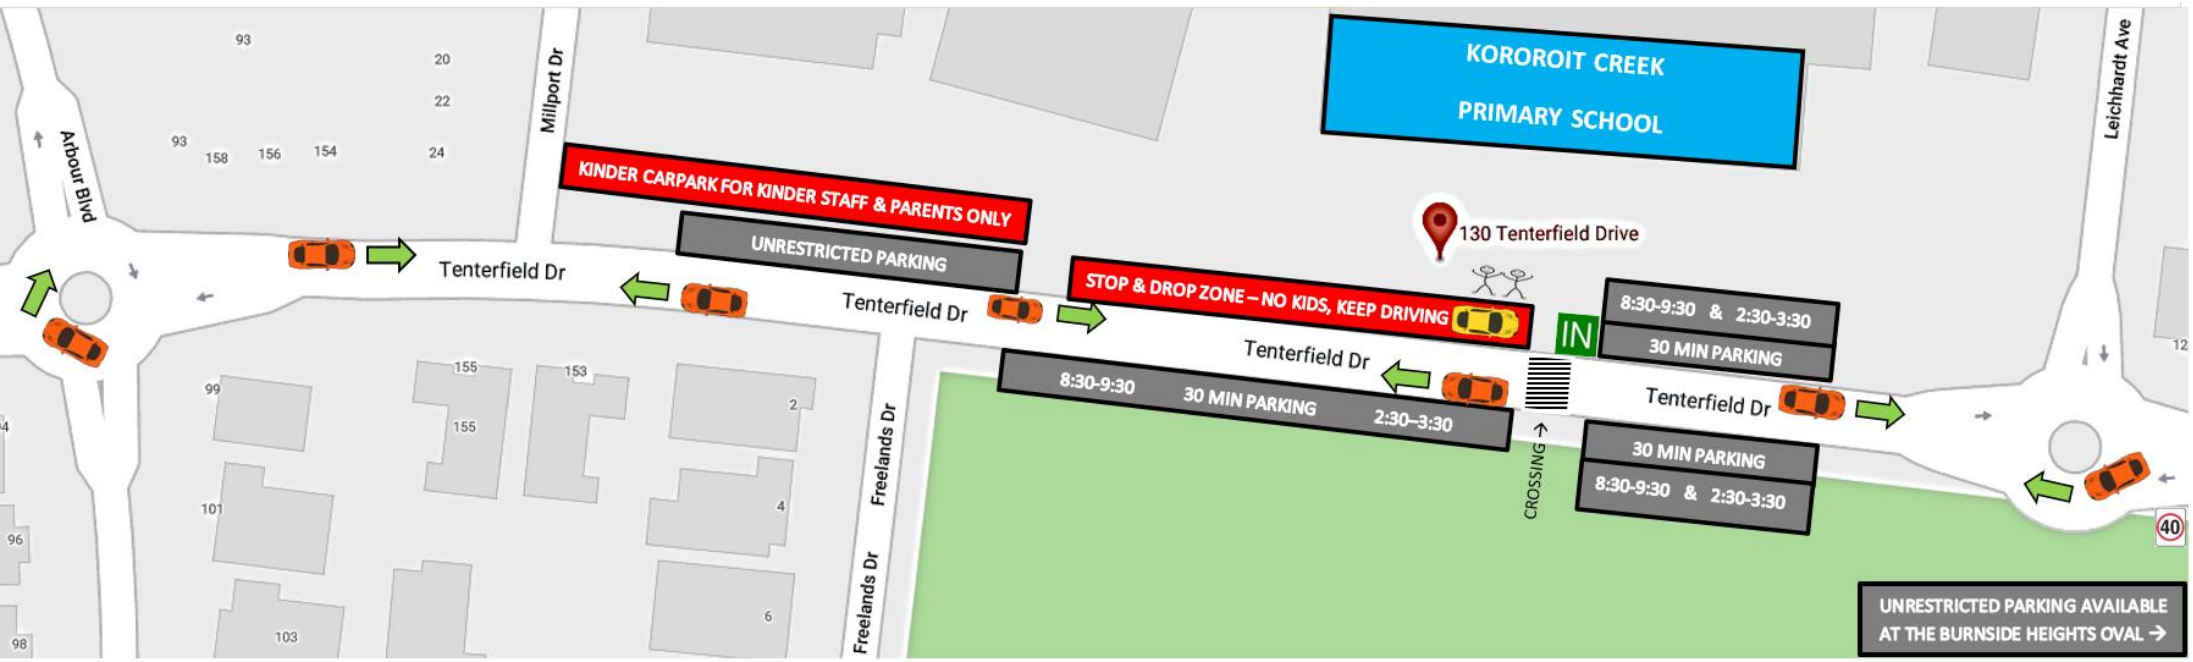 KOROROIT CREEK
PRIMARY SCHOOL
Leichhardt Ave
Millport Dr
Arbour Blvd
93
20
22
93
158
156
154
24
KINDER CARPARK FOR KINDER STAFF & PARENTS ONLY
UNRESTRICTED PARKING
130 Tenterfield Drive
STOP & DROP ZONE – NO KIDS, KEEP DRIVING
IN
8:30-9:30 & 2:30-3:30
30 MIN PARKING
Tenterfield Dr
Tenterfield Dr
Tenterfield Dr
Tenterfield Dr
8:30-9:30 30 MIN PARKING 2:30–3:30
CROSSING →
30 MIN PARKING
8:30-9:30 & 2:30-3:30
Freelands Dr
Freelands Dr
155
153
99
155
2
101
4
96
6
103
98
12
40
UNRESTRICTED PARKING AVAILABLE
AT THE BURNSIDE HEIGHTS OVAL →